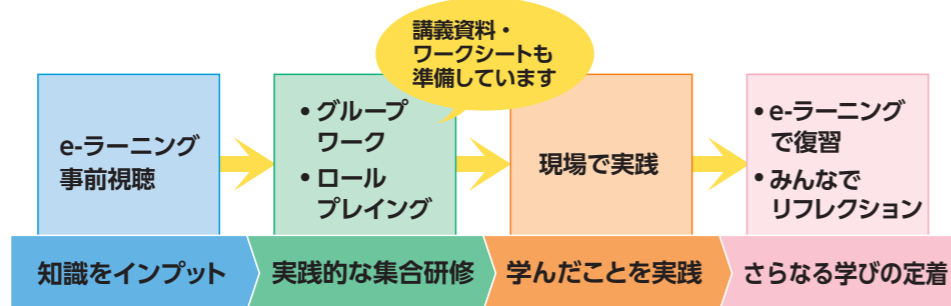 講義資料・
ワークシートも
準備しています
e-ラーニング
事前視聴
• グループ
ワーク
• ロール
プレイング
現場で実践
• e-ラーニング
で復習
• みんなで
リフレクション
知識をインプット
実践的な集合研修
学んだことを実践
さらなる学びの定着